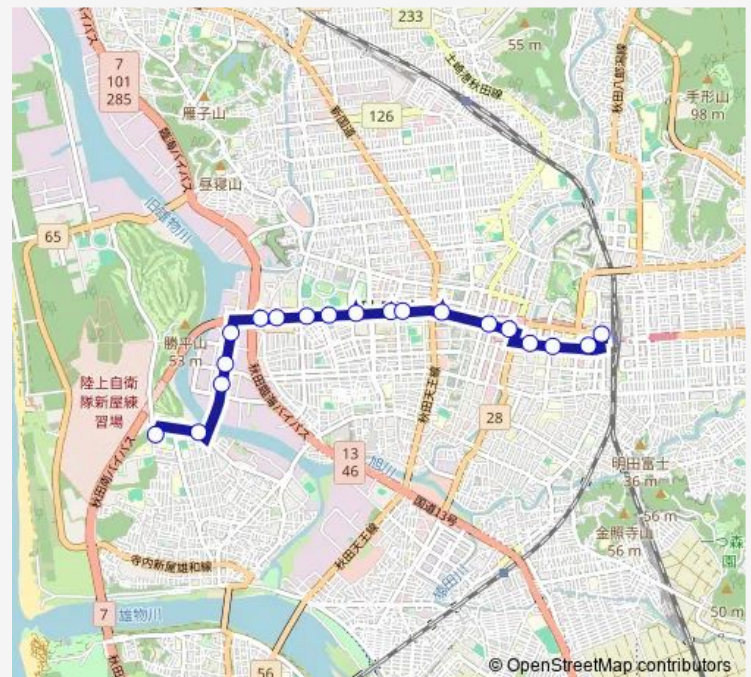 233
55 m
土崎港秋田線
7
101
285
臨海バイパス
雁子山
126
新国道
秋田八郎潟線
手形山
98 m
昼寝山
臨海バイパス
旧雄物川
65
勝平山
53 m
陸上自衛
隊新屋練
習場
秋田天王線
28
秋田臨海バイパス
13
46
旭川
国道13号
秋田南バイパス
明田富士
36 m
56 m
金照寺山
56 m
一つ森
園
寺内新屋雄和線
秋田天王線
7
雄物川
50 m
56
© OpenStreetMap contributors